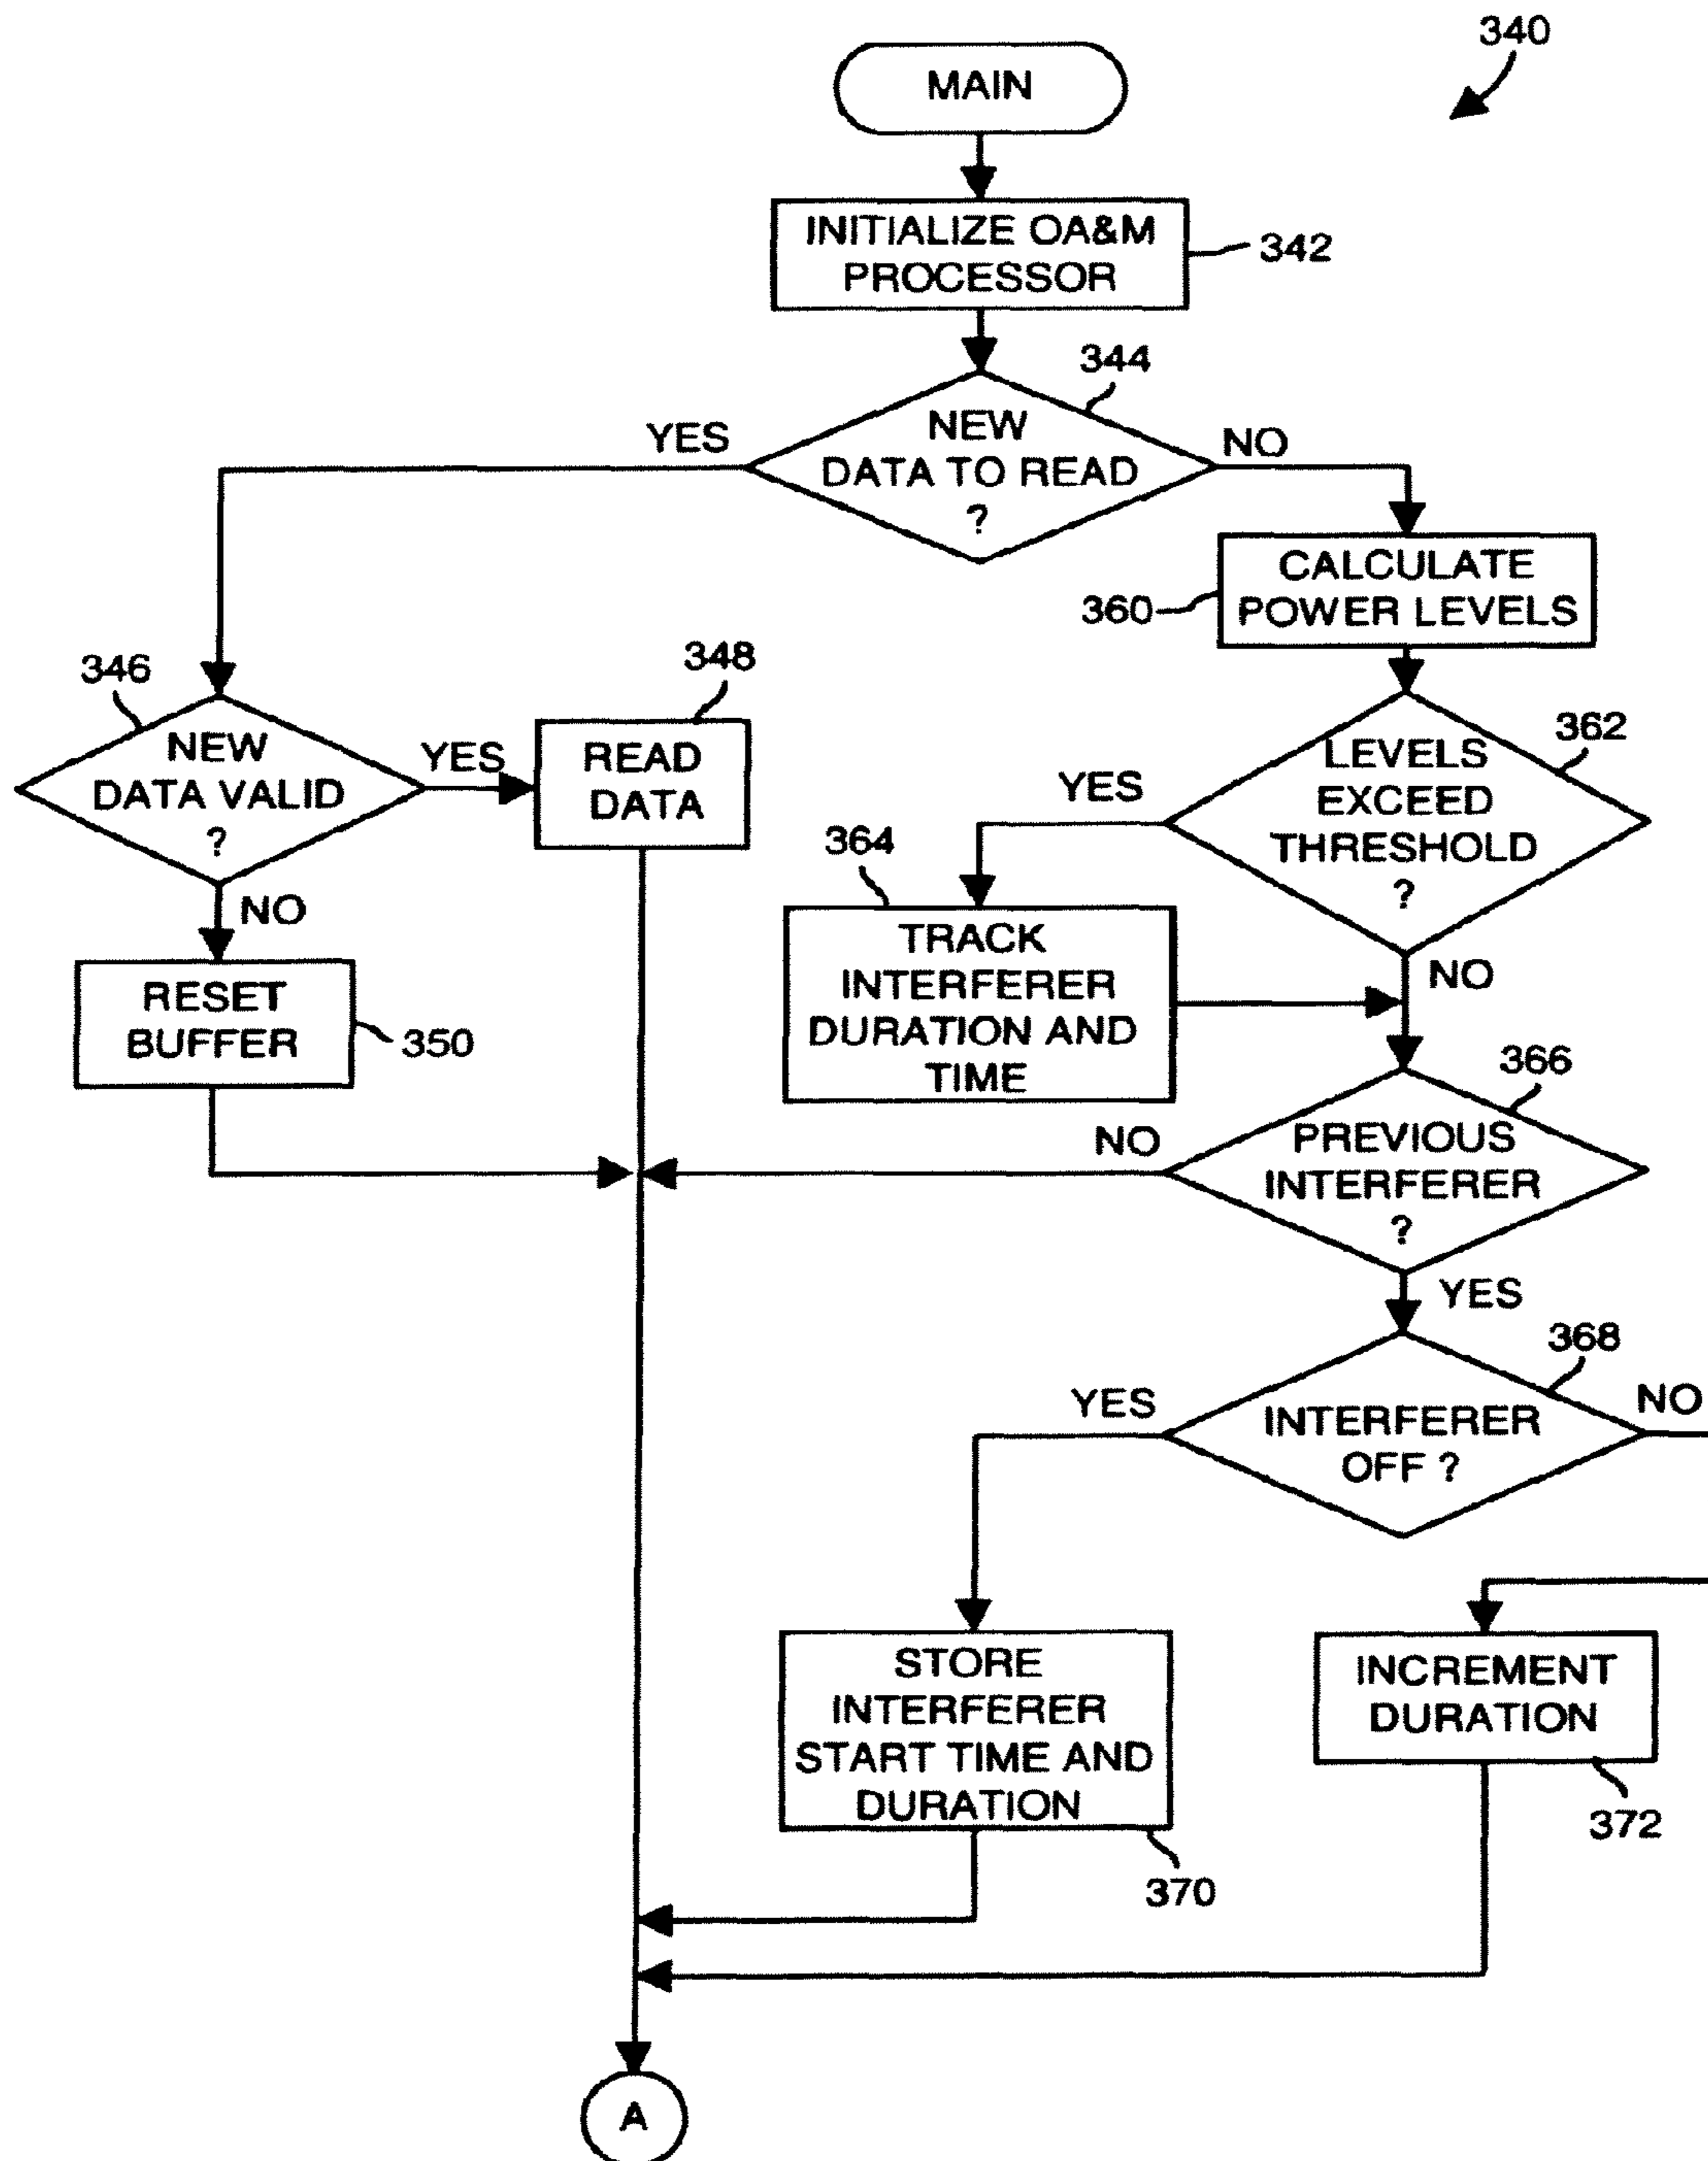 340
MAIN
INITIALIZE OA&M
PROCESSOR
342
344
NEW
DATA TO READ
?
YES
NO
CALCULATE
POWER LEVELS
360
346
NEW
DATA VALID
?
YES
348
READ
DATA
362
LEVELS
EXCEED
THRESHOLD
?
YES
NO
364
TRACK
INTERFERER
DURATION AND
TIME
NO
RESET
BUFFER
350
366
PREVIOUS
INTERFERER
?
NO
YES
368
INTERFERER
OFF ?
YES
NO
STORE
INTERFERER
START TIME AND
DURATION
370
INCREMENT
DURATION
372
A